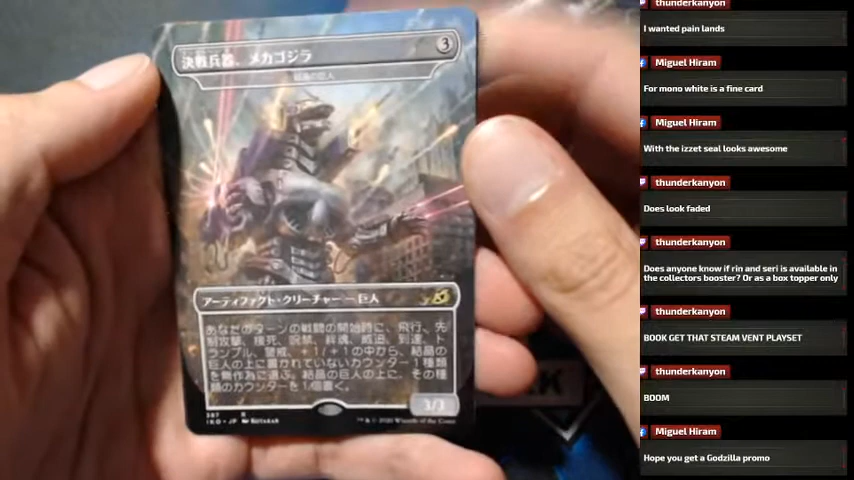 決戦兵器、メカゴジラ
3
結晶の巨人
アーティファクト・クリーチャー — 巨人
あなたのターンの戦闘の開始時に、飛行、先
制攻撃、接死、呪禁、絆魂、威迫、到達、ト
ランプル、警戒、+1/+1の中から、結晶の
巨人の上に置かれていないカウンター1種類
を無作為に選ぶ。結晶の巨人の上に、その種
類のカウンターを1個置く。
3/3
387 R
IKO • JP
™ & © 2020 Wizards of the Coast
thunderkanyon
I wanted pain lands
Miguel Hiram
For mono white is a fine card
Miguel Hiram
With the izzet seal looks awesome
thunderkanyon
Does look faded
thunderkanyon
Does anyone know if rin and seri is available in
the collectors booster? Or as a box topper only
thunderkanyon
BOOK GET THAT STEAM VENT PLAYSET
thunderkanyon
BOOM
Miguel Hiram
Hope you get a Godzilla promo